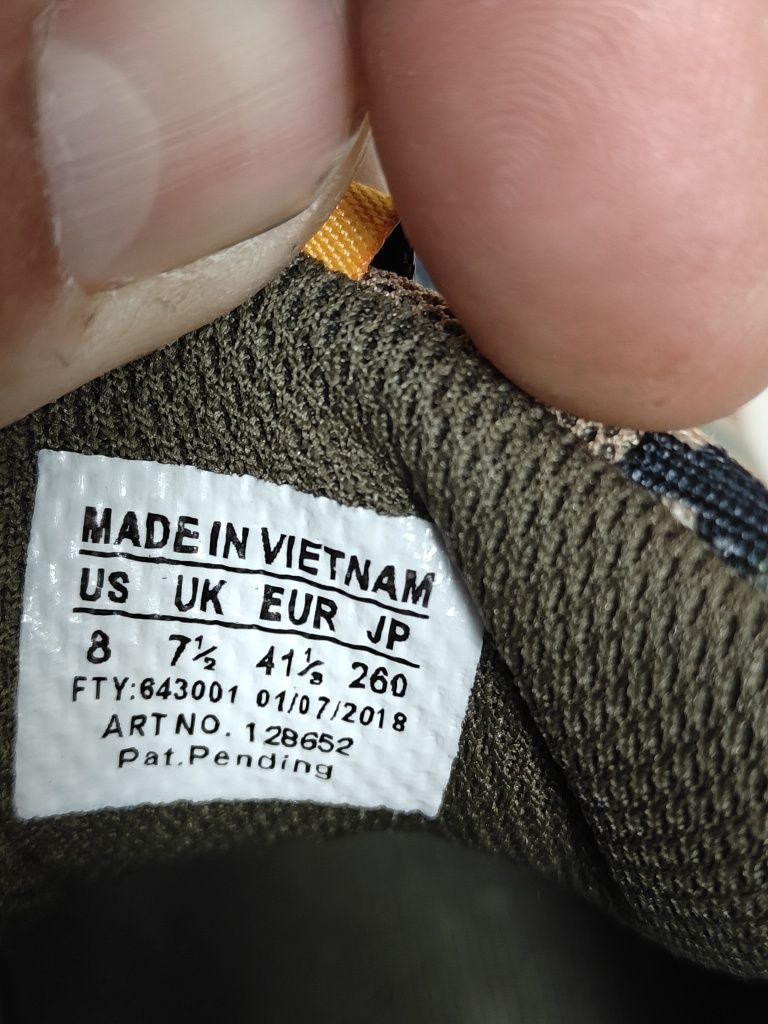 MADE IN VIETNAM
US UK EUR JP
8 7½ 41⅓ 260
FTY:643001 01/07/2018
ART NO. 128652
Pat.Pending